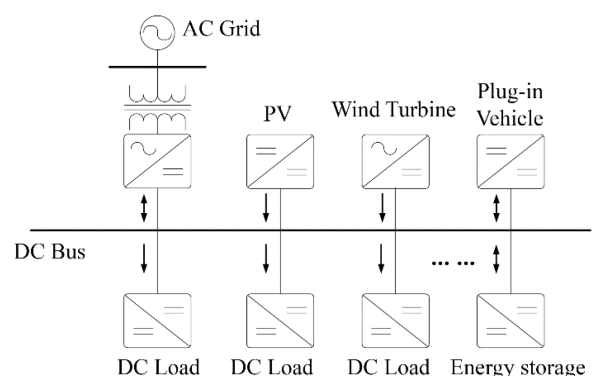 AC Grid
PV
Wind Turbine
Plug-in
Vehicle
DC Bus
... ...
DC Load
DC Load
DC Load
Energy storage